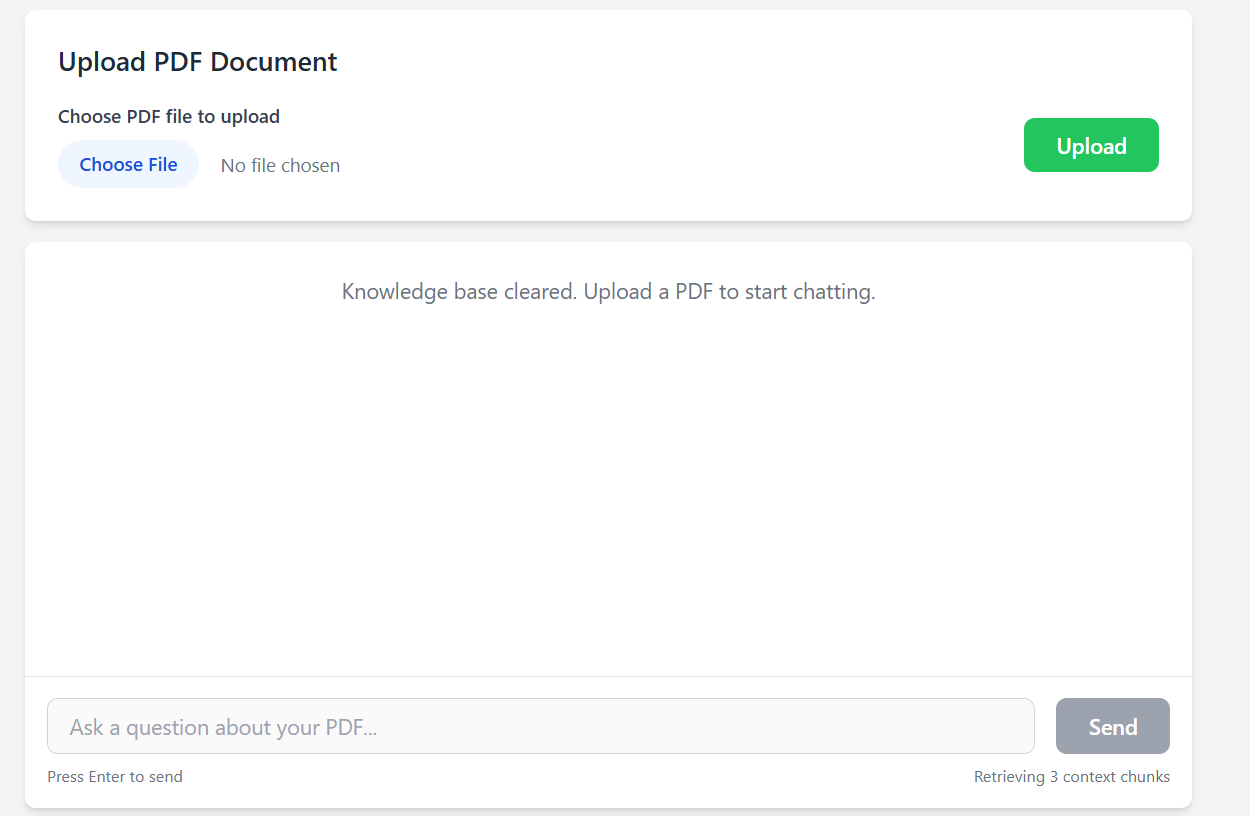 Upload PDF Document
Choose PDF file to upload
Choose File No file chosen
Upload
Knowledge base cleared. Upload a PDF to start chatting.
Ask a question about your PDF...
Send
Press Enter to send
Retrieving 3 context chunks